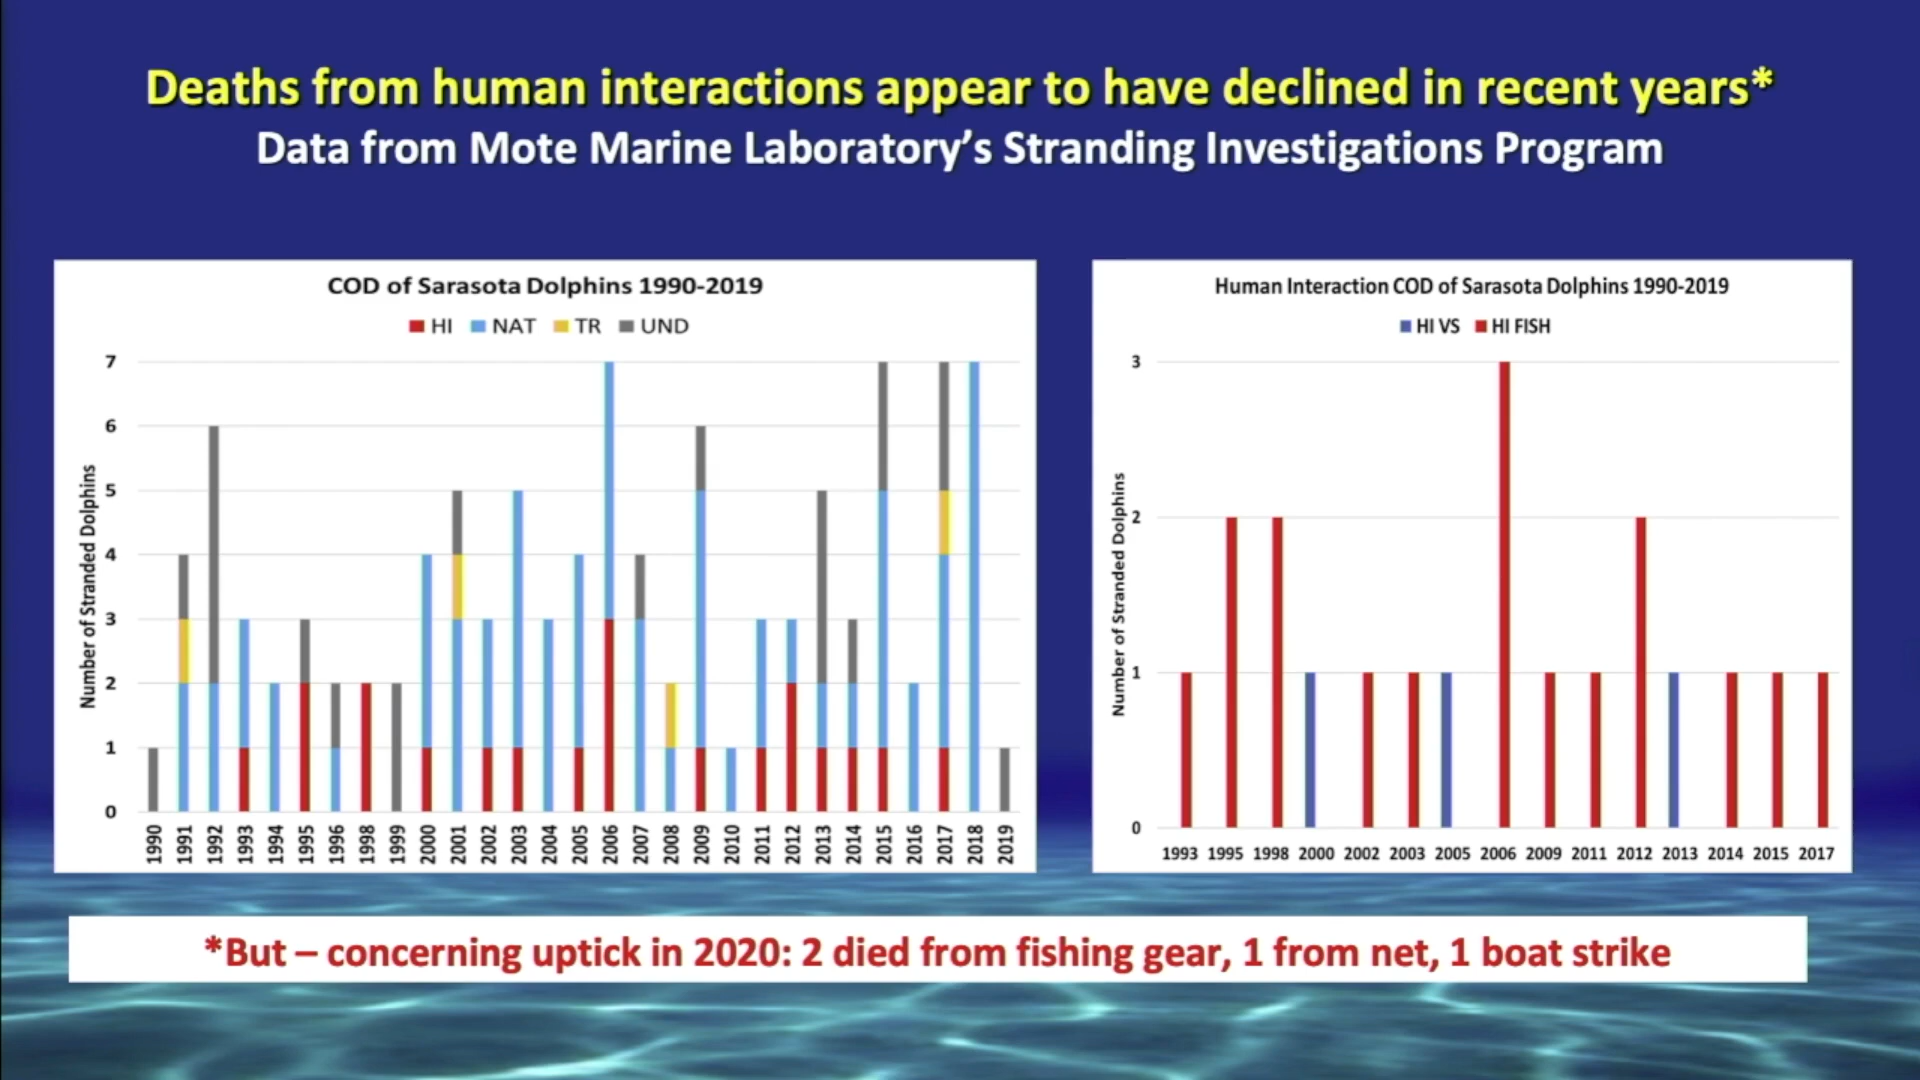 Deaths from human interactions appear to have declined in recent years*
Data from Mote Marine Laboratory's Stranding Investigations Program
COD of Sarasota Dolphins 1990-2019
HI NAT TR UND
Number of Stranded Dolphins
7
6
5
4
3
2
1
0
1990 1991 1992 1993 1994 1995 1996 1998 1999 2000 2001 2002 2003 2004 2005 2006 2007 2008 2009 2010 2011 2012 2013 2014 2015 2016 2017 2018 2019
Human Interaction COD of Sarasota Dolphins 1990-2019
HI VS HI FISH
Number of Stranded Dolphins
3
2
1
0
1993 1995 1998 2000 2002 2003 2005 2006 2009 2011 2012 2013 2014 2015 2017
*But – concerning uptick in 2020: 2 died from fishing gear, 1 from net, 1 boat strike